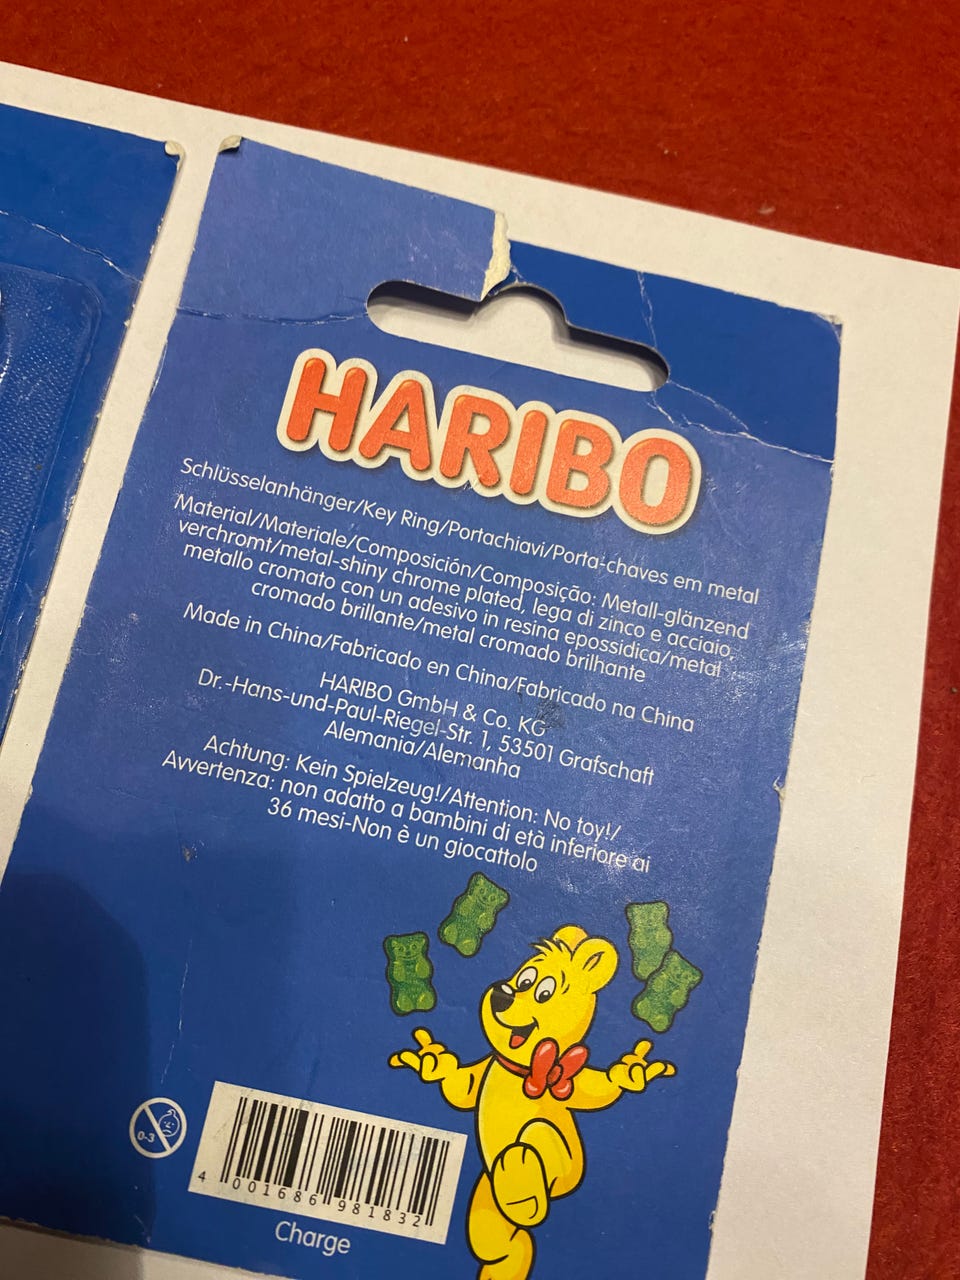 HARIBO
Schlüsselanhänger/Key Ring/Portachiavi/Porta-chaves em metal
Material/Materiale/Composición/Composição: Metall-glänzend
verchromt/metal-shiny chrome plated, lega di zinco e acciaio,
metallo cromato con un adesivo in resina epossidica/metal
cromado brillante/metal cromado brilhante
Made in China/Fabricado en China/Fabricado na China
HARIBO GmbH & Co. KG
Dr.-Hans-und-Paul-Riegel-Str. 1, 53501 Grafschaft
Alemania/Alemanha
Achtung: Kein Spielzeug!/Attention: No toy!/
Avvertenza: non adatto a bambini di età inferiore ai
36 mesi-Non è un giocattolo
0-3
4 001686 981832
Charge